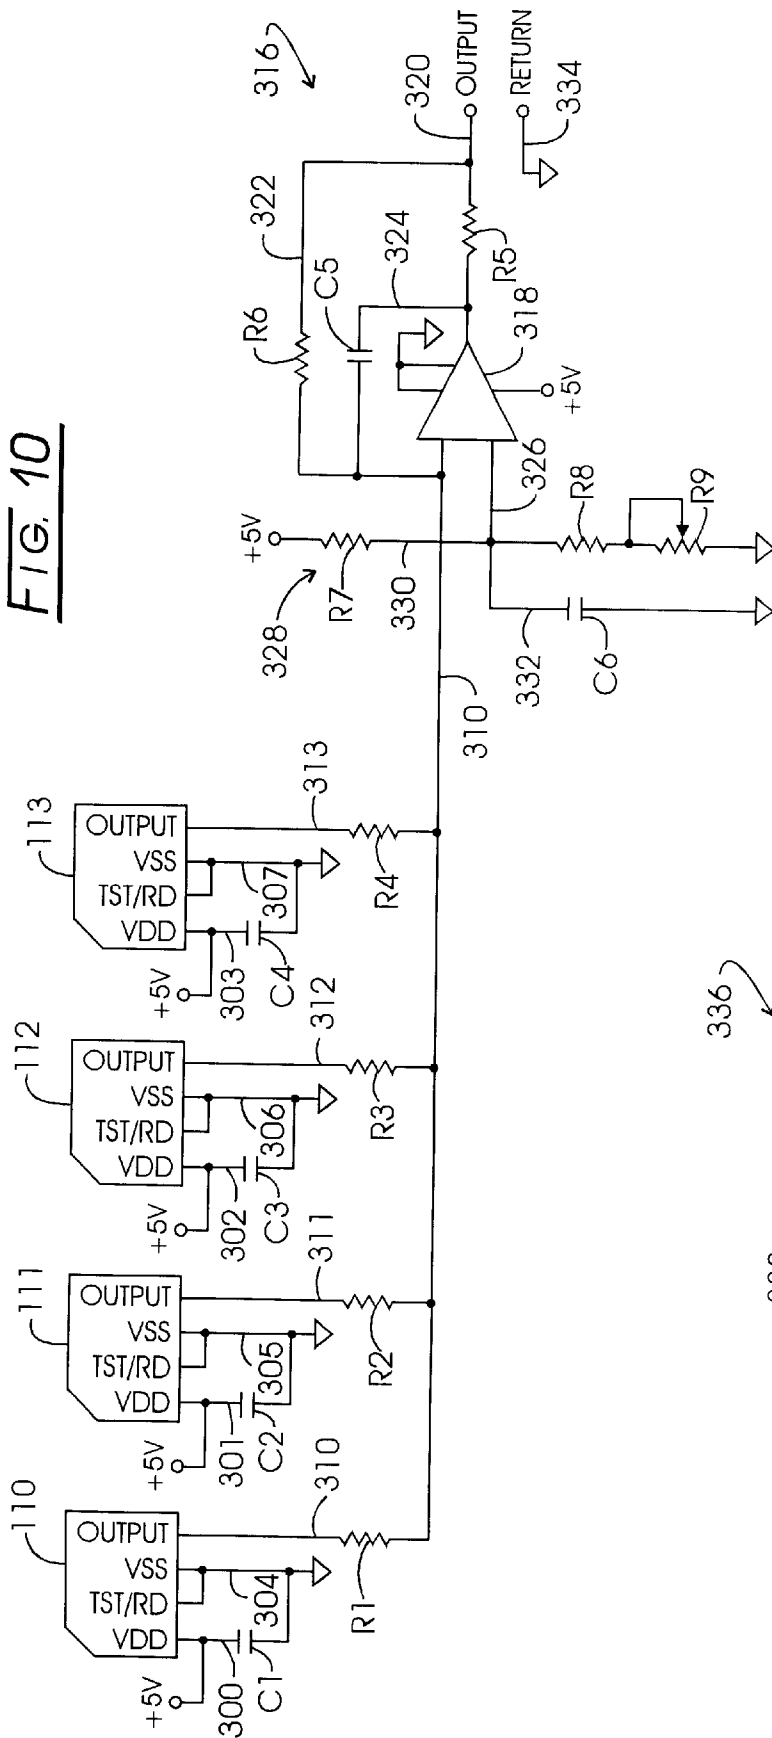 FIG. 10
110
111
112
113
316
OUTPUT
VSS
TST/RD
VDD
+5V
300
304
C1
310
R1
OUTPUT
VSS
TST/RD
VDD
+5V
301
305
C2
311
R2
OUTPUT
VSS
TST/RD
VDD
+5V
302
306
C3
312
R3
OUTPUT
VSS
TST/RD
VDD
+5V
303
307
C4
313
R4
310
+5V
328
R7
330
332
C6
R8
R9
326
R6
322
C5
324
318
+5V
R5
320
OUTPUT
RETURN
334
336